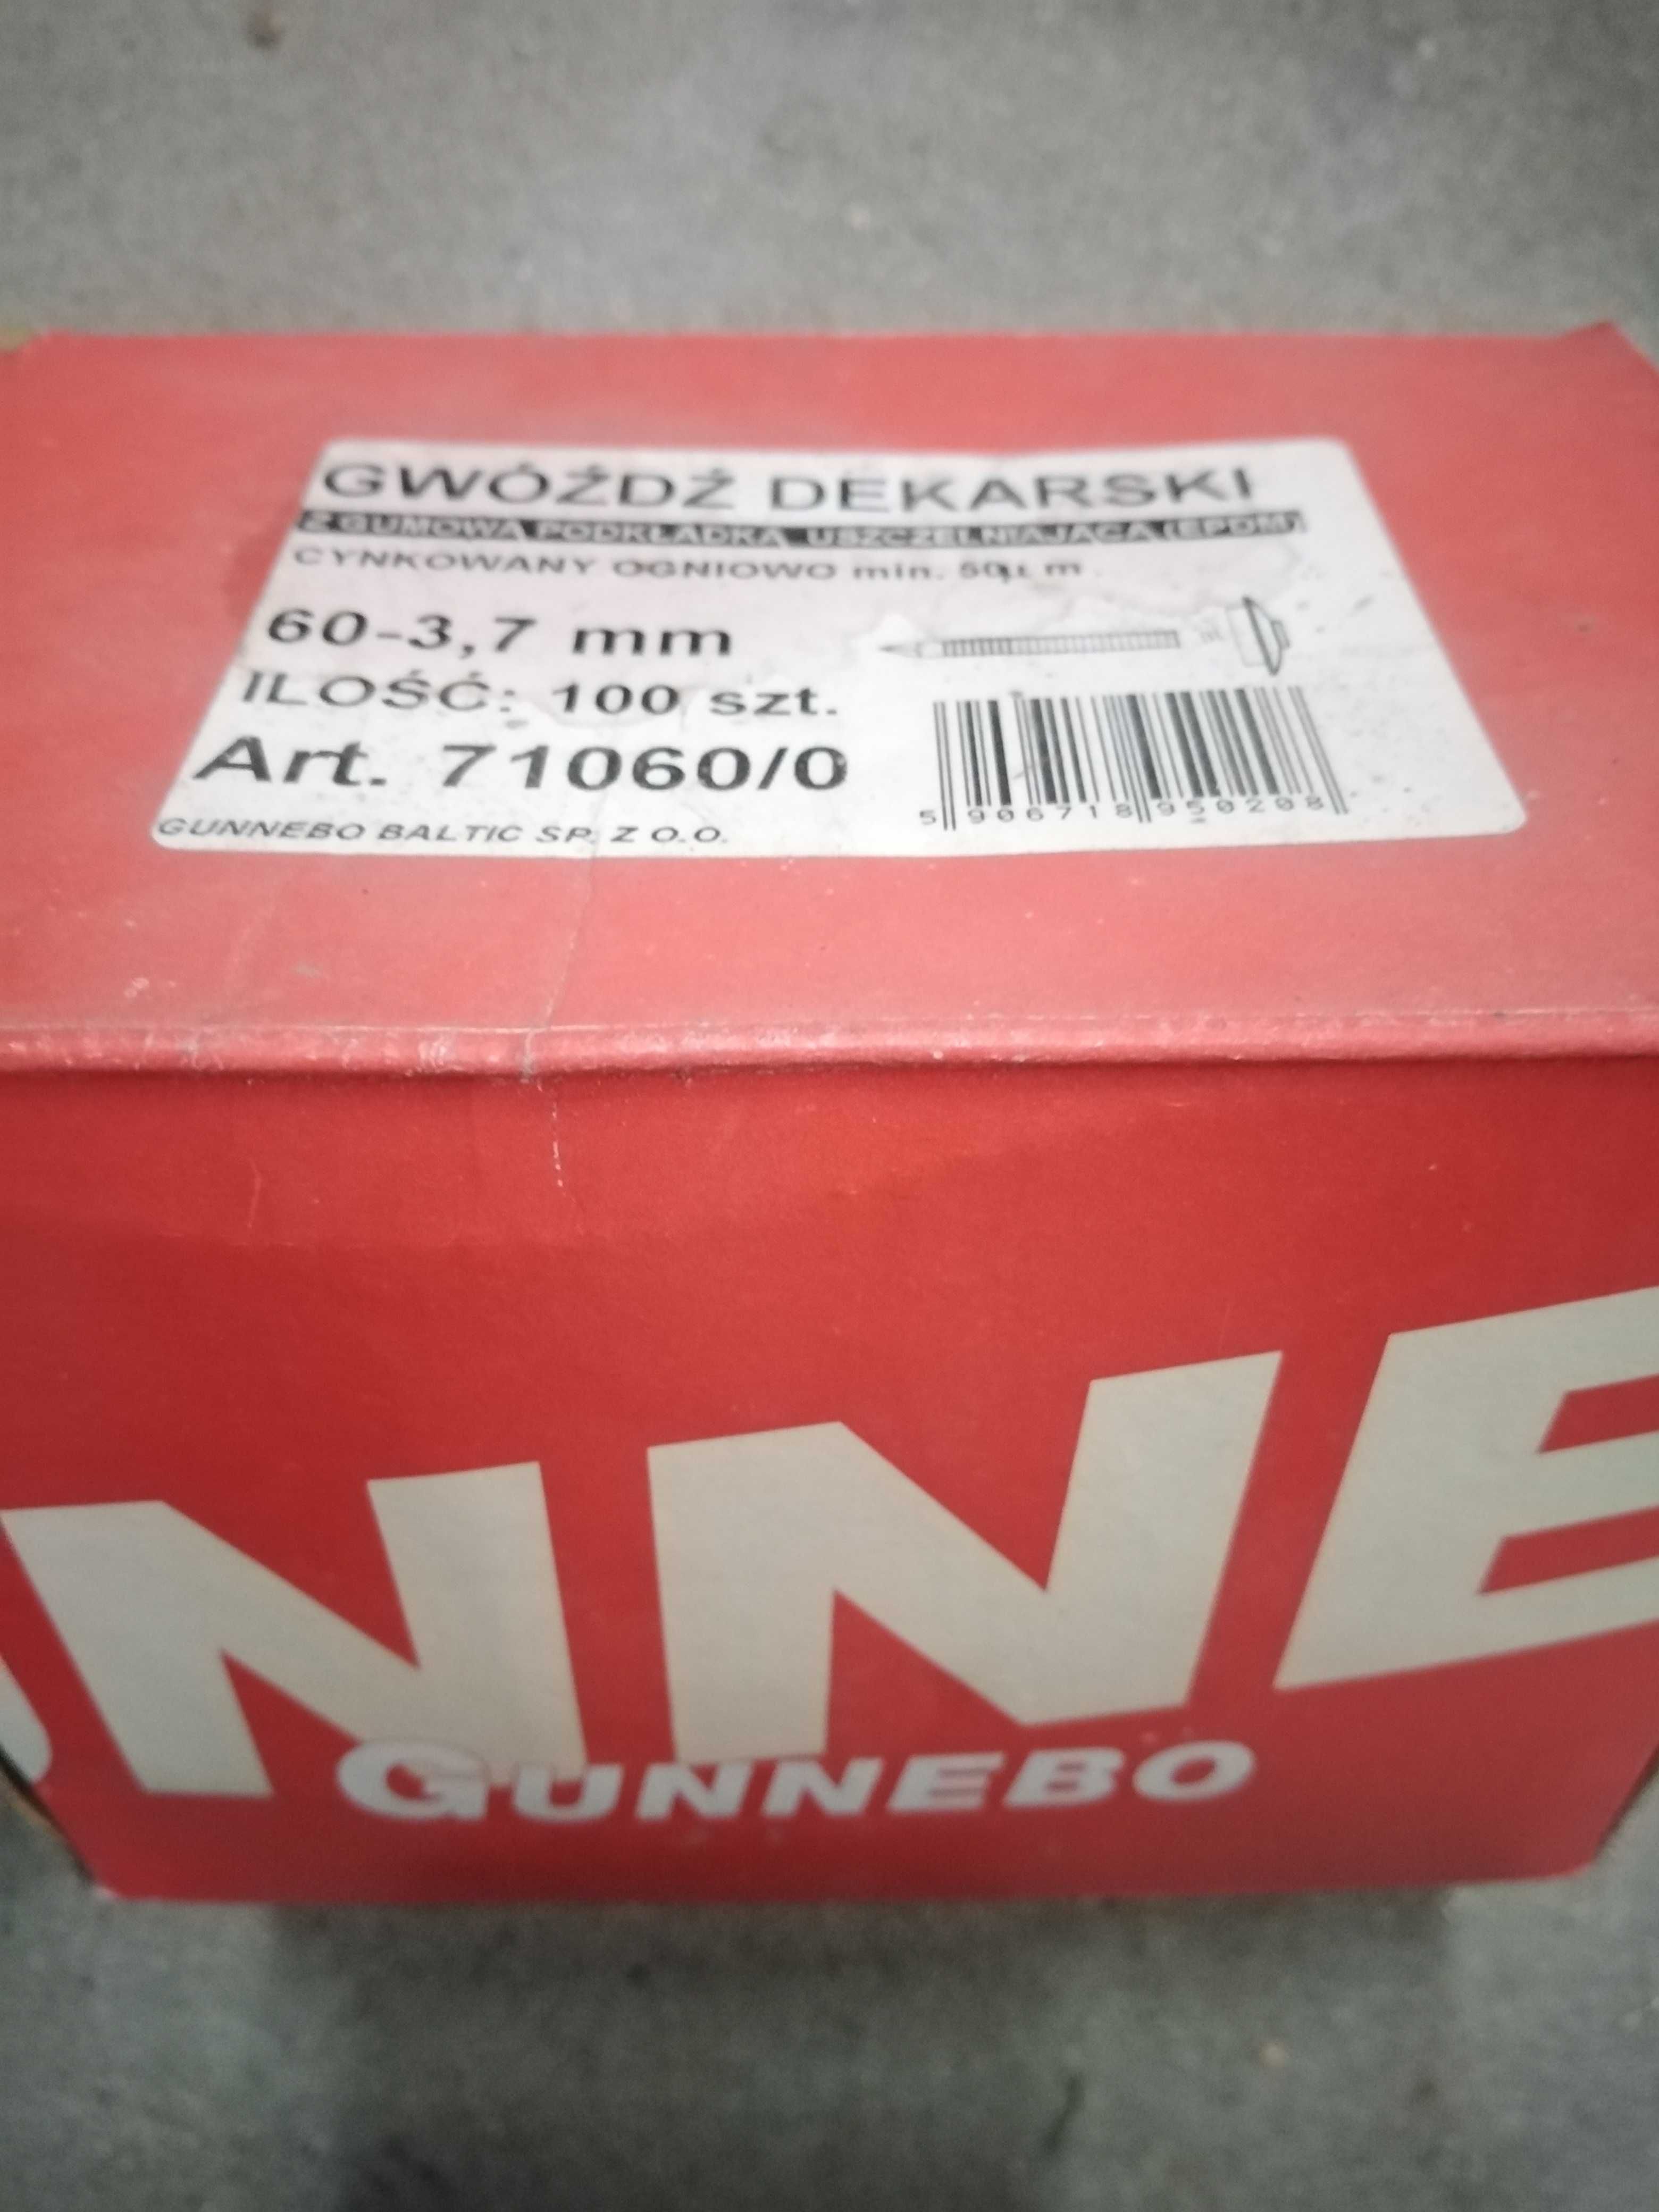 GWÓŹDŹ DEKARSKI
Z GUMOWĄ PODKŁADKĄ USZCZELNIAJĄCĄ (EPDM)
CYNKOWANY OGNIOWO min. 50µm
60-3,7 mm
ILOŚĆ: 100 szt.
Art. 71060/0
5 906718 950208
GUNNEBO BALTIC SP. Z O.O.
UNNE
GUNNEBO